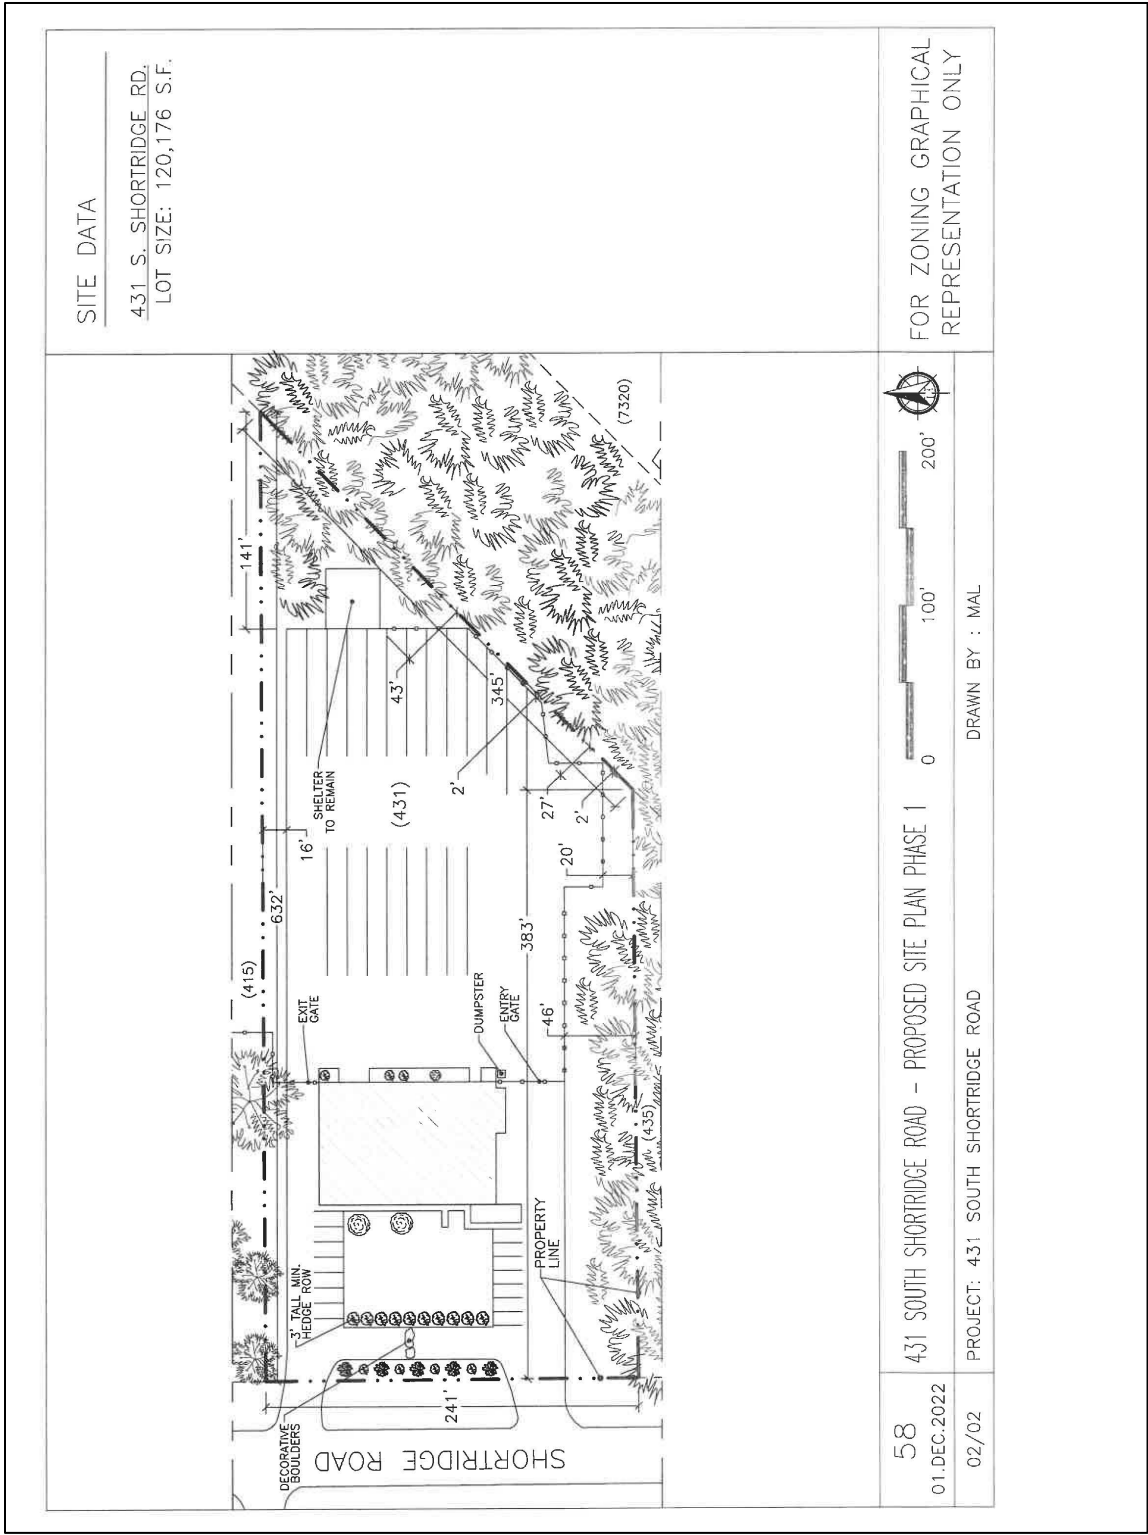 SITE DATA
431 S. SHORTRIDGE RD.
LOT SIZE: 120,176 S.F.
141'
(7320)
43'
345'
SHELTER
TO REMAIN
(431)
2'
27'
2'
16'
20'
632'
383'
(415)
EXIT
GATE
DUMPSTER
ENTRY
GATE
46'
(435)
3' TALL MIN.
HEDGE ROW
PROPERTY
LINE
241'
DECORATIVE
BOULDERS
SHORTRIDGE ROAD
58
01.DEC.2022
02/02
431 SOUTH SHORTRIDGE ROAD - PROPOSED SITE PLAN PHASE 1
PROJECT: 431 SOUTH SHORTRIDGE ROAD
DRAWN BY : MAL
0
100'
200'
FOR ZONING GRAPHICAL
REPRESENTATION ONLY